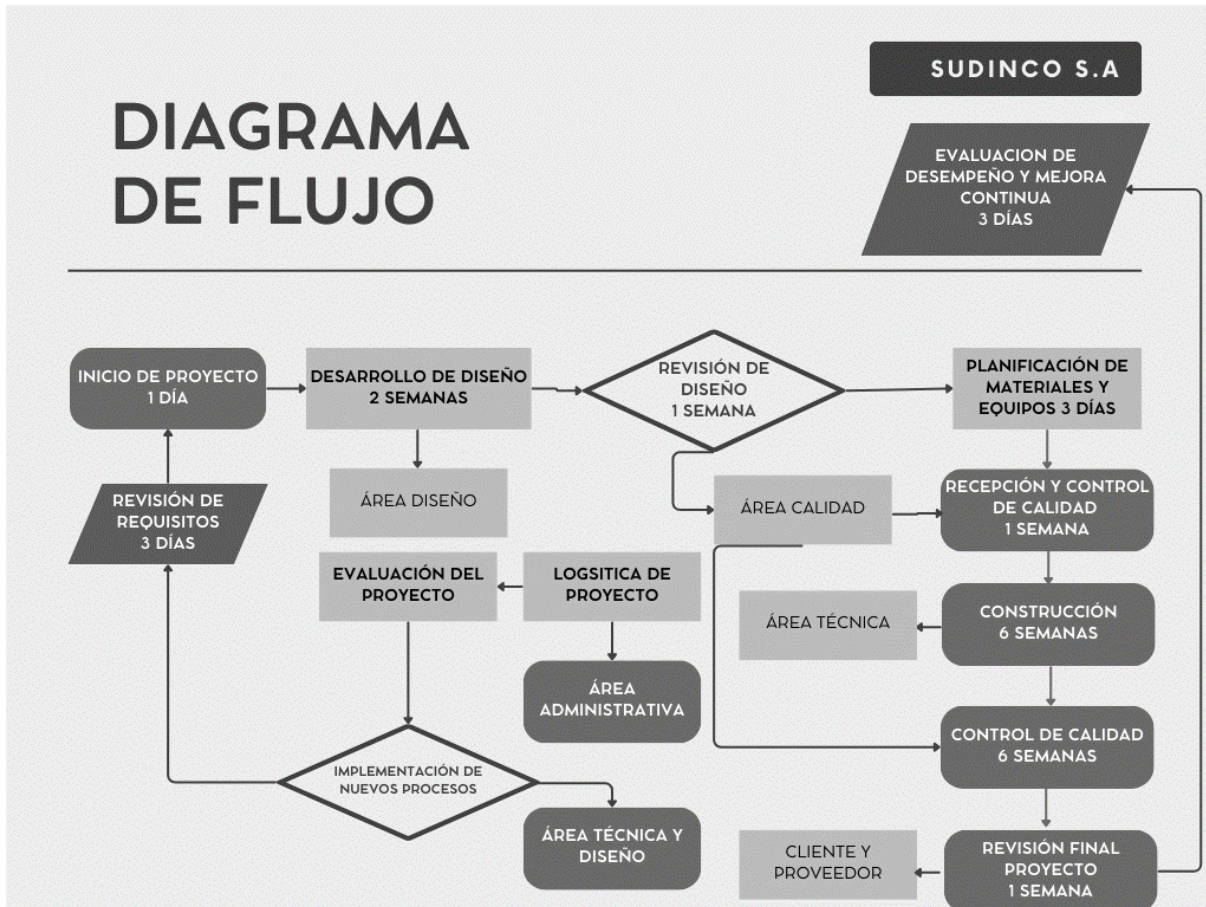 SUDINCO S.A
DIAGRAMA
DE FLUJO
EVALUACION DE
DESEMPEÑO Y MEJORA
CONTINUA
3 DÍAS
INICIO DE PROYECTO
1 DÍA
DESARROLLO DE DISEÑO
2 SEMANAS
REVISIÓN DE
DISEÑO
1 SEMANA
PLANIFICACIÓN DE
MATERIALES Y
EQUIPOS 3 DÍAS
REVISIÓN DE
REQUISITOS
3 DÍAS
ÁREA DISEÑO
ÁREA CALIDAD
RECEPCIÓN Y CONTROL
DE CALIDAD
1 SEMANA
EVALUACIÓN DEL
PROYECTO
LOGSITICA DE
PROYECTO
ÁREA TÉCNICA
CONSTRUCCIÓN
6 SEMANAS
ÁREA
ADMINISTRATIVA
CONTROL DE CALIDAD
6 SEMANAS
IMPLEMENTACIÓN DE
NUEVOS PROCESOS
ÁREA TÉCNICA Y
DISEÑO
CLIENTE Y
PROVEEDOR
REVISIÓN FINAL
PROYECTO
1 SEMANA